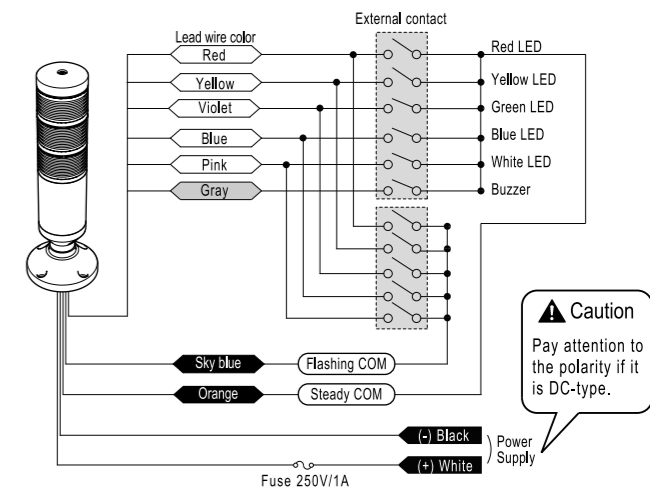 External contact
Lead wire color
Red
Red LED
Yellow
Yellow LED
Violet
Green LED
Blue
Blue LED
Pink
White LED
Gray
Buzzer
Caution
Pay attention to
the polarity if it
is DC-type.
Sky blue
Flashing COM
Orange
Steady COM
(-) Black
Power
Supply
(+) White
Fuse 250V/1A